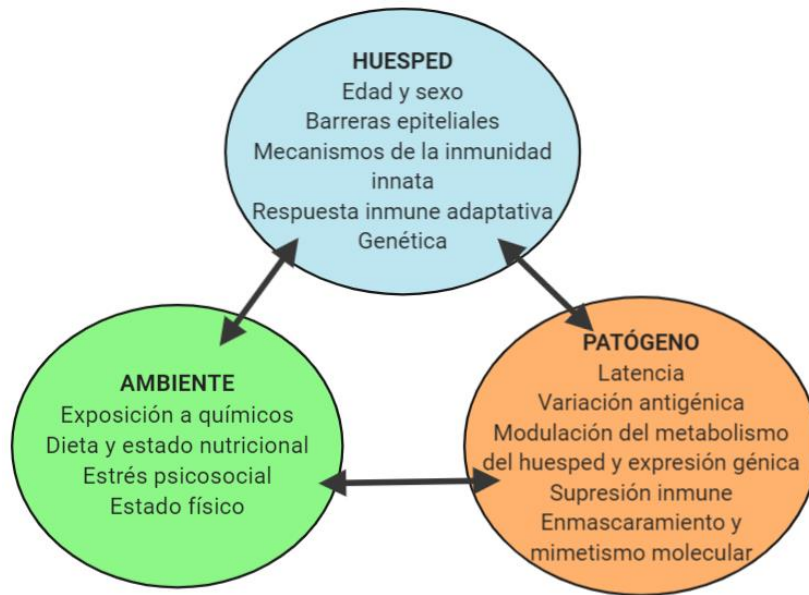 HUESPED
Edad y sexo
Barreras epiteliales
Mecanismos de la inmunidad
innata
Respuesta inmune adaptativa
Genética
AMBIENTE
Exposición a químicos
Dieta y estado nutricional
Estrés psicosocial
Estado físico
PATÓGENO
Latencia
Variación antigénica
Modulación del metabolismo
del huesped y expresión génica
Supresión inmune
Enmascaramiento y
mimetismo molecular